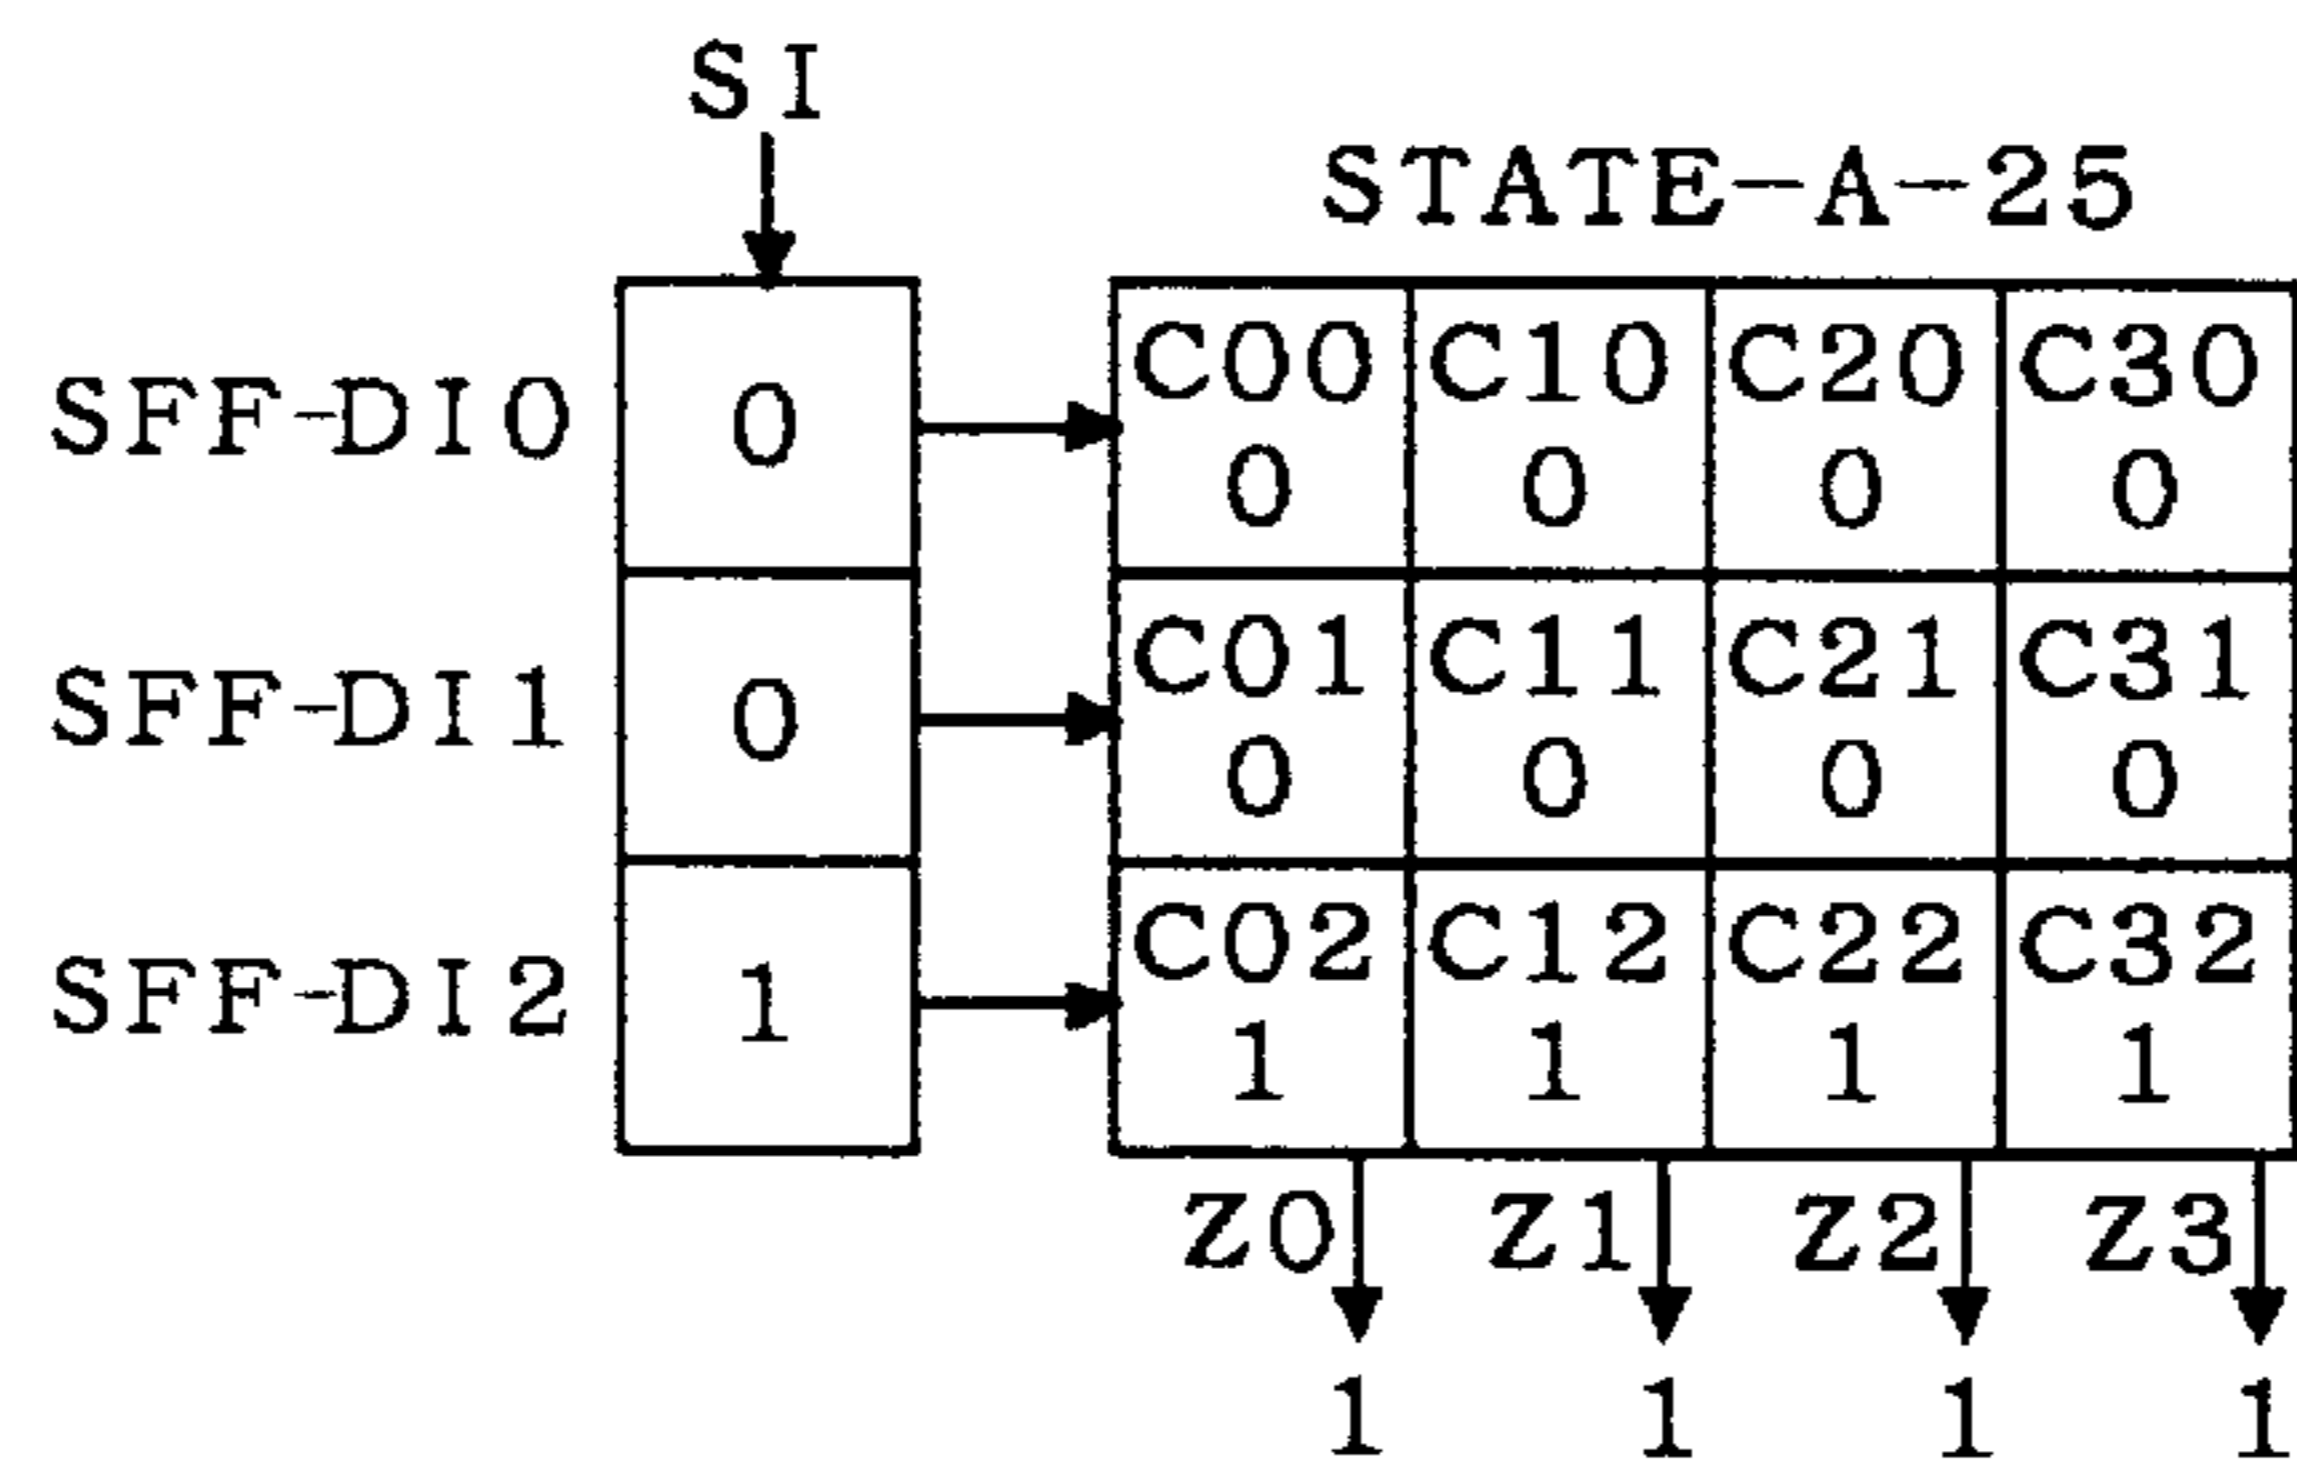 SI
STATE-A-25
SFF-DI0 0 C00 C10 C20 C30
0 0 0 0
SFF-DI1 0 C01 C11 C21 C31
0 0 0 0
SFF-DI2 1 C02 C12 C22 C32
1 1 1 1
Z0 Z1 Z2 Z3
1 1 1 1